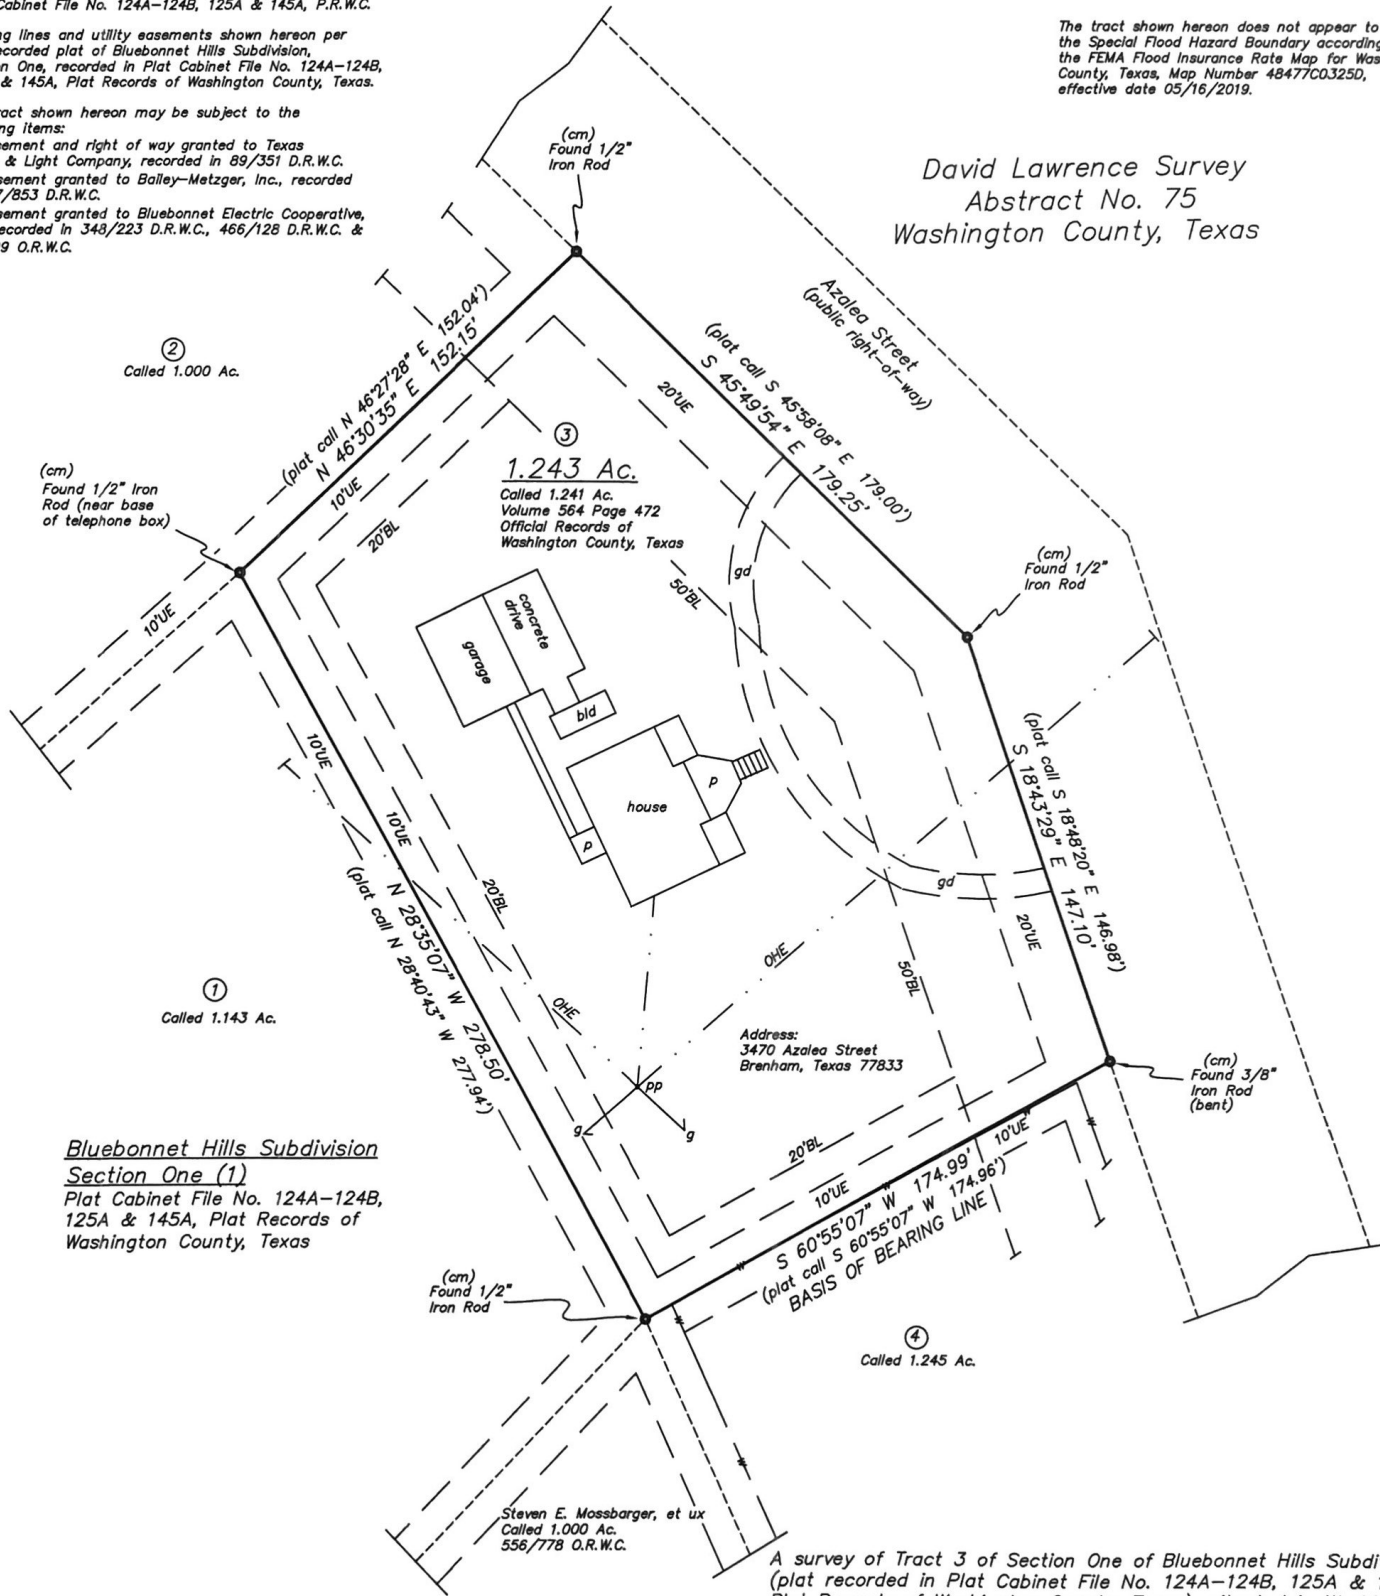 Cabinet File No. 124A-124B, 125A & 145A, P.R.W.C.
lines and utility easements shown hereon per
plat of Bluebonnet Hills Subdivision,
One, recorded in Plat Cabinet File No. 124A-124B,
& 145A, Plat Records of Washington County, Texas.
shown hereon may be subject to the
items:
and right of way granted to Texas
& Light Company, recorded in 89/351 D.R.W.C.
granted to Bailey-Metzger, Inc., recorded
/853 D.R.W.C.
granted to Bluebonnet Electric Cooperative,
in 348/223 D.R.W.C., 466/128 D.R.W.C. &
O.R.W.C.
The tract shown hereon does not appear to
the Special Flood Hazard Boundary according
the FEMA Flood Insurance Rate Map for
County, Texas, Map Number 48477C0325D,
effective date 05/16/2019.
David Lawrence Survey
Abstract No. 75
Washington County, Texas
(cm)
Found 1/2"
Iron Rod
Azalea Street
(public right-of-way)
2
Called 1.000 Ac.
(plat call N 46°27'28" E 152.04')
N 46°30'35" E 152.15'
(plat call S 45°58'08" E 179.00')
S 45°49'54" E 179.25'
20'UE
10'UE
20'BL
3
1.243 Ac.
Called 1.241 Ac.
Volume 564 Page 472
Official Records of
Washington County, Texas
(cm)
Found 1/2" Iron
Rod (near base
of telephone box)
10'UE
50'BL
gd
(cm)
Found 1/2"
Iron Rod
concrete
drive
garage
bld
house
p
p
10'UE
10'UE
20'BL
(plat call S 18°48'20" E 146.98')
S 18°43'29" E 147.10'
gd
20'UE
50'BL
OHE
OHE
N 28°35'07" W 278.50'
(plat call N 28°40'43" W 277.94')
1
Called 1.143 Ac.
Address:
3470 Azalea Street
Brenham, Texas 77833
pp
g
g
(cm)
Found 3/8"
Iron Rod
(bent)
Bluebonnet Hills Subdivision
Section One (1)
Plat Cabinet File No. 124A-124B,
125A & 145A, Plat Records of
Washington County, Texas
20'BL
10'UE
10'UE
S 60°55'07" W 174.99'
(plat call S 60°55'07" W 174.96')
BASIS OF BEARING LINE
(cm)
Found 1/2"
Iron Rod
4
Called 1.245 Ac.
Steven E. Mossbarger, et ux
Called 1.000 Ac.
556/778 O.R.W.C.
A survey of Tract 3 of Section One of Bluebonnet Hills
(plat recorded in Plat Cabinet File No. 124A-124B, 125A &